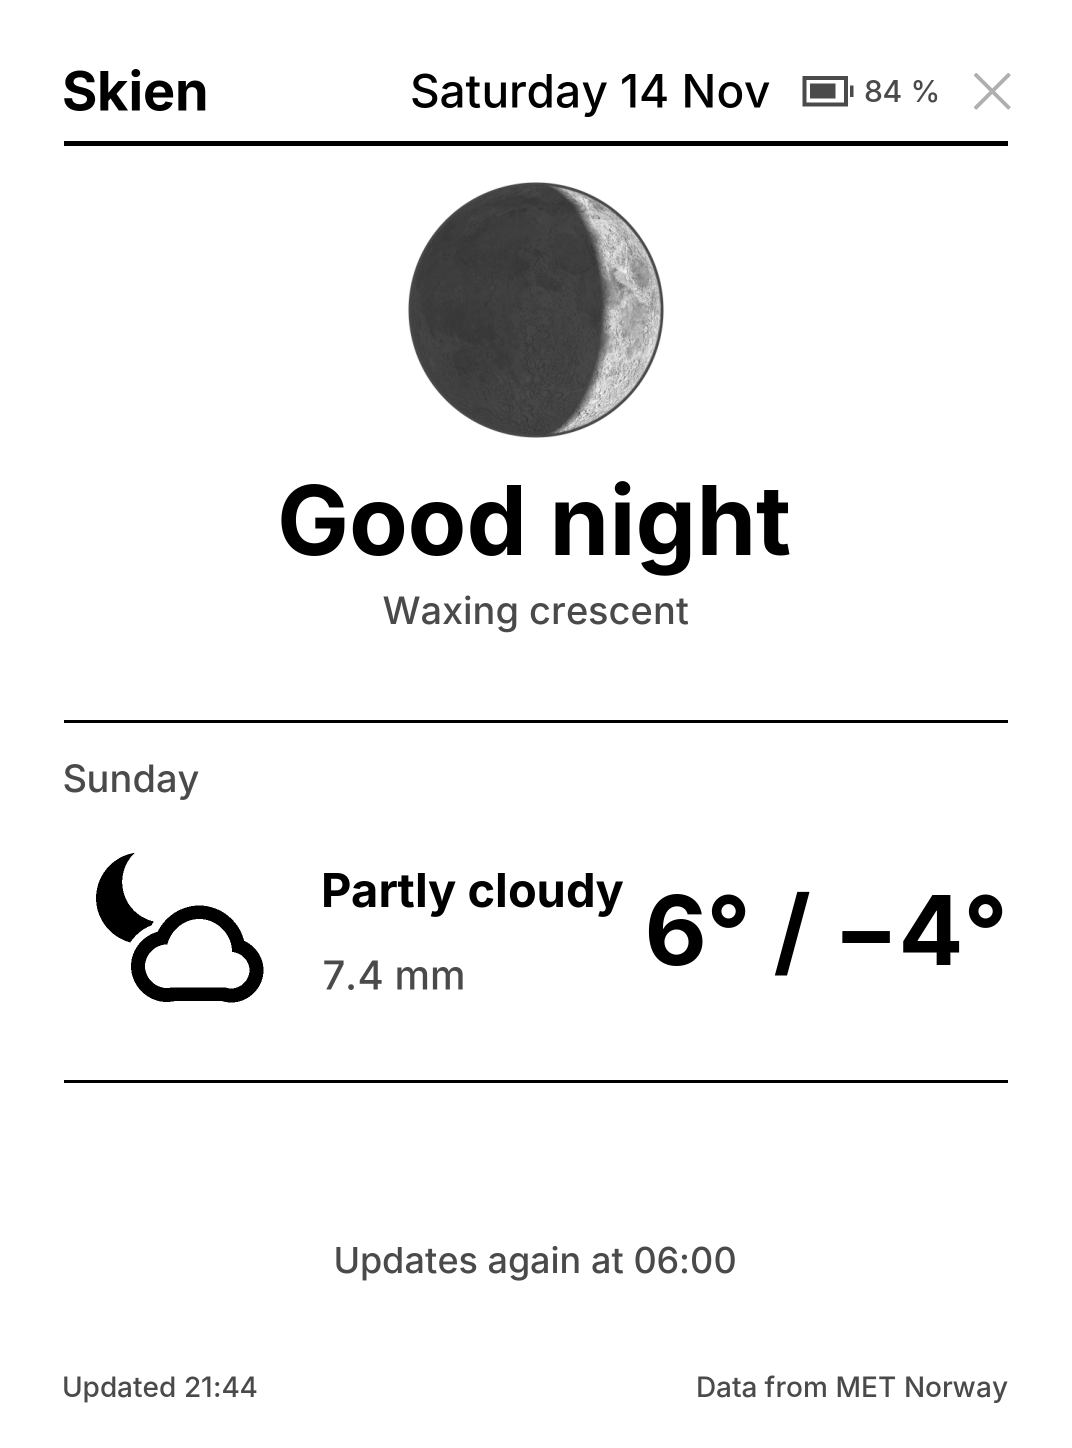 Skien
Saturday 14 Nov
84 %
Good night
Waxing crescent
Sunday
Partly cloudy
7.4 mm
6° / −4°
Updates again at 06:00
Updated 21:44
Data from MET Norway